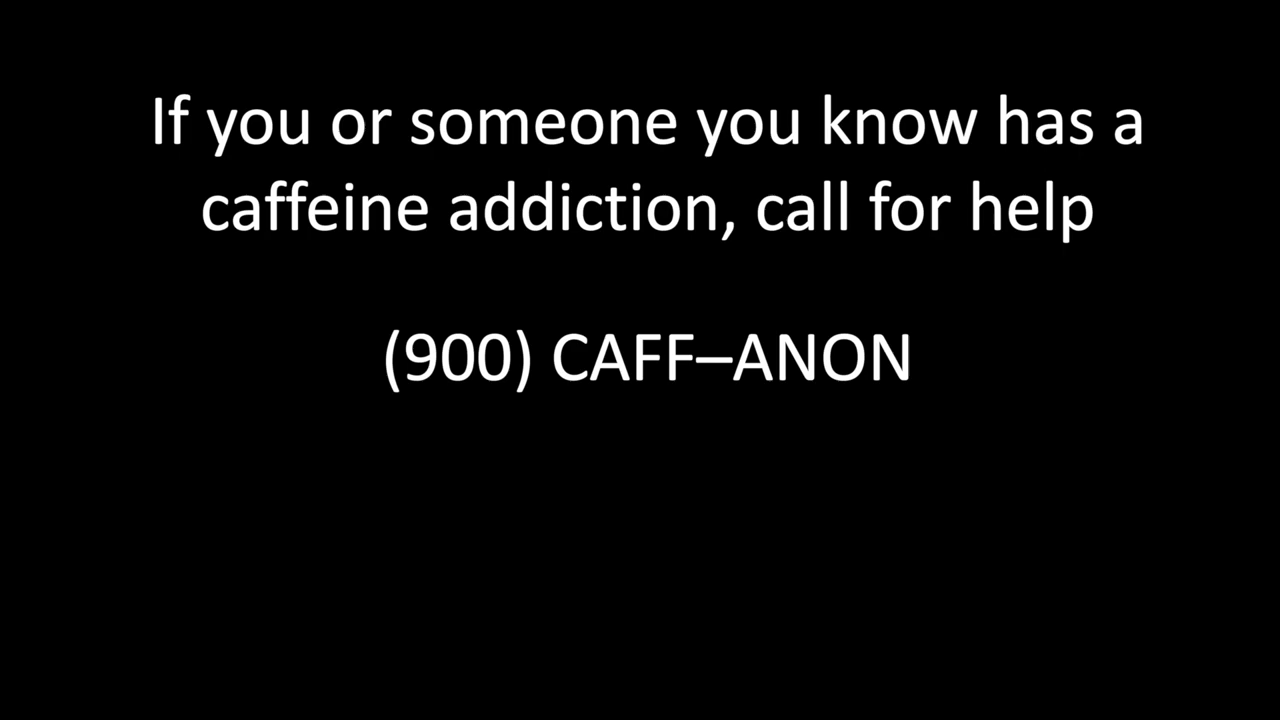 If you or someone you know has a
caffeine addiction, call for help
(900) CAFF–ANON